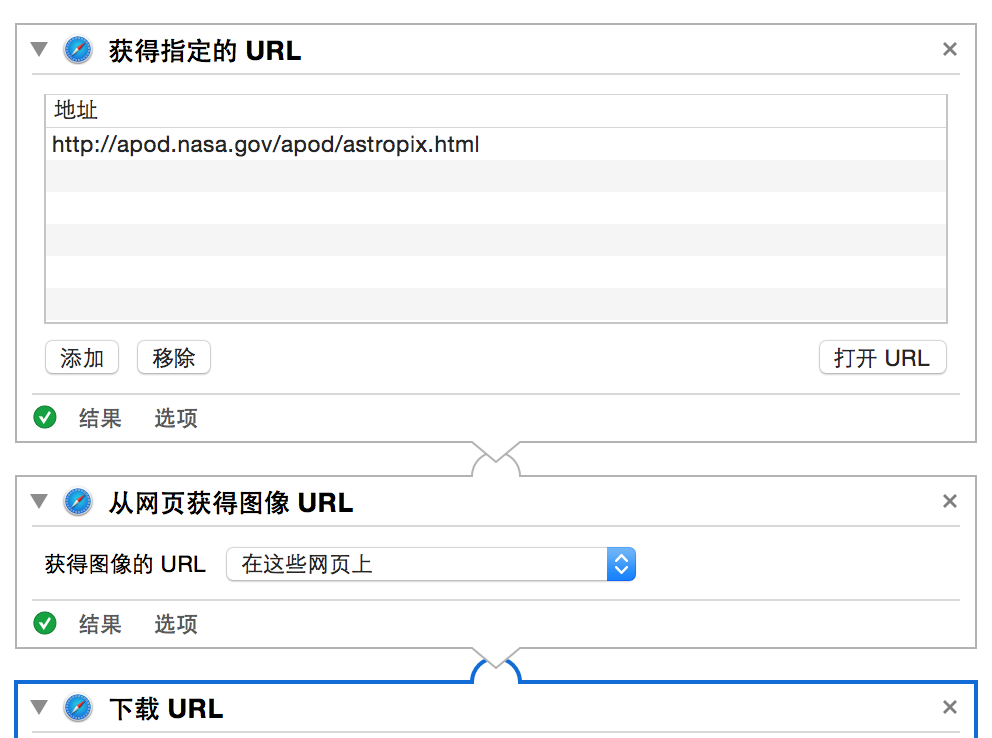 获得指定的 URL
地址
http://apod.nasa.gov/apod/astropix.html
添加 移除 打开 URL
结果 选项
从网页获得图像 URL
获得图像的 URL 在这些网页上
结果 选项
下载 URL